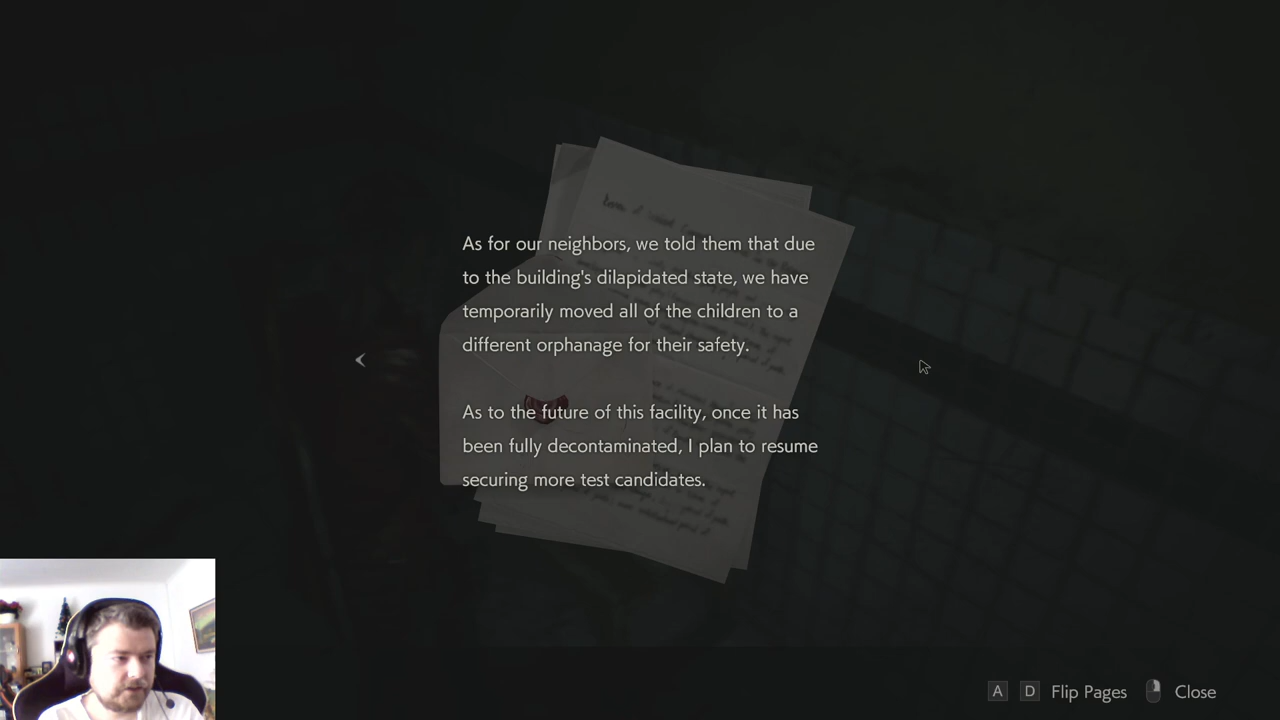 As for our neighbors, we told them that due
to the building's dilapidated state, we have
temporarily moved all of the children to a
different orphanage for their safety.
As to the future of this facility, once it has
been fully decontaminated, I plan to resume
securing more test candidates.
A D Flip Pages Close